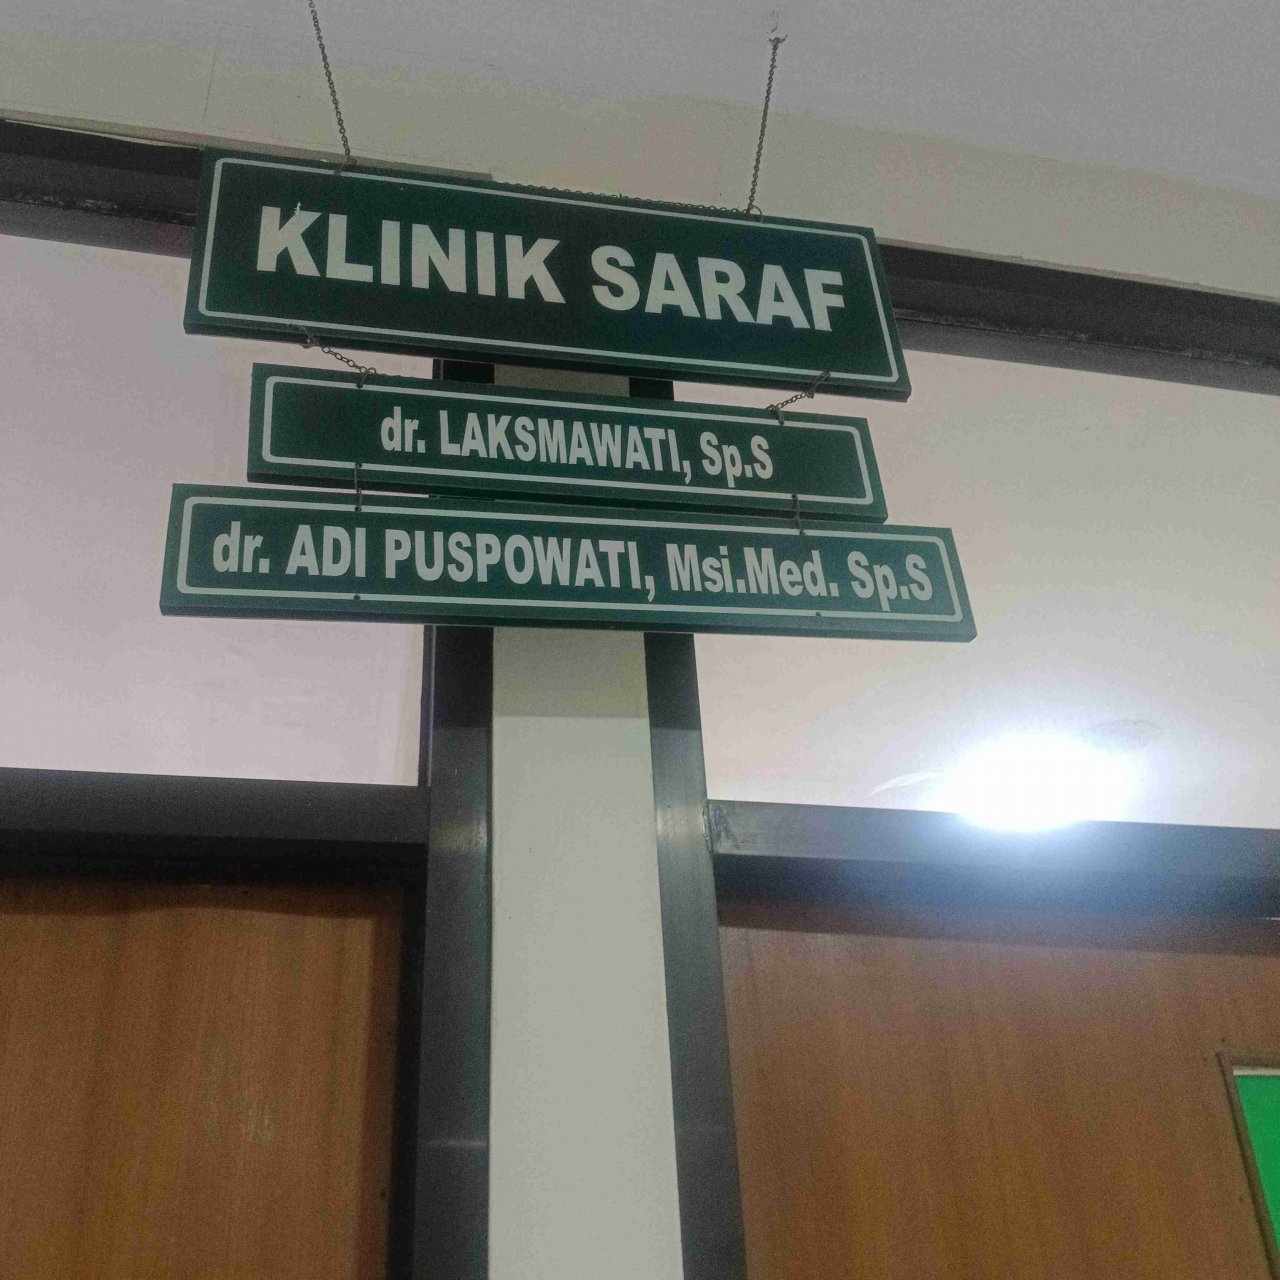 KLINIK SARAF
dr. LAKSMAWATI, Sp.S
dr. ADI PUSPOWATI, Msi.Med. Sp.S